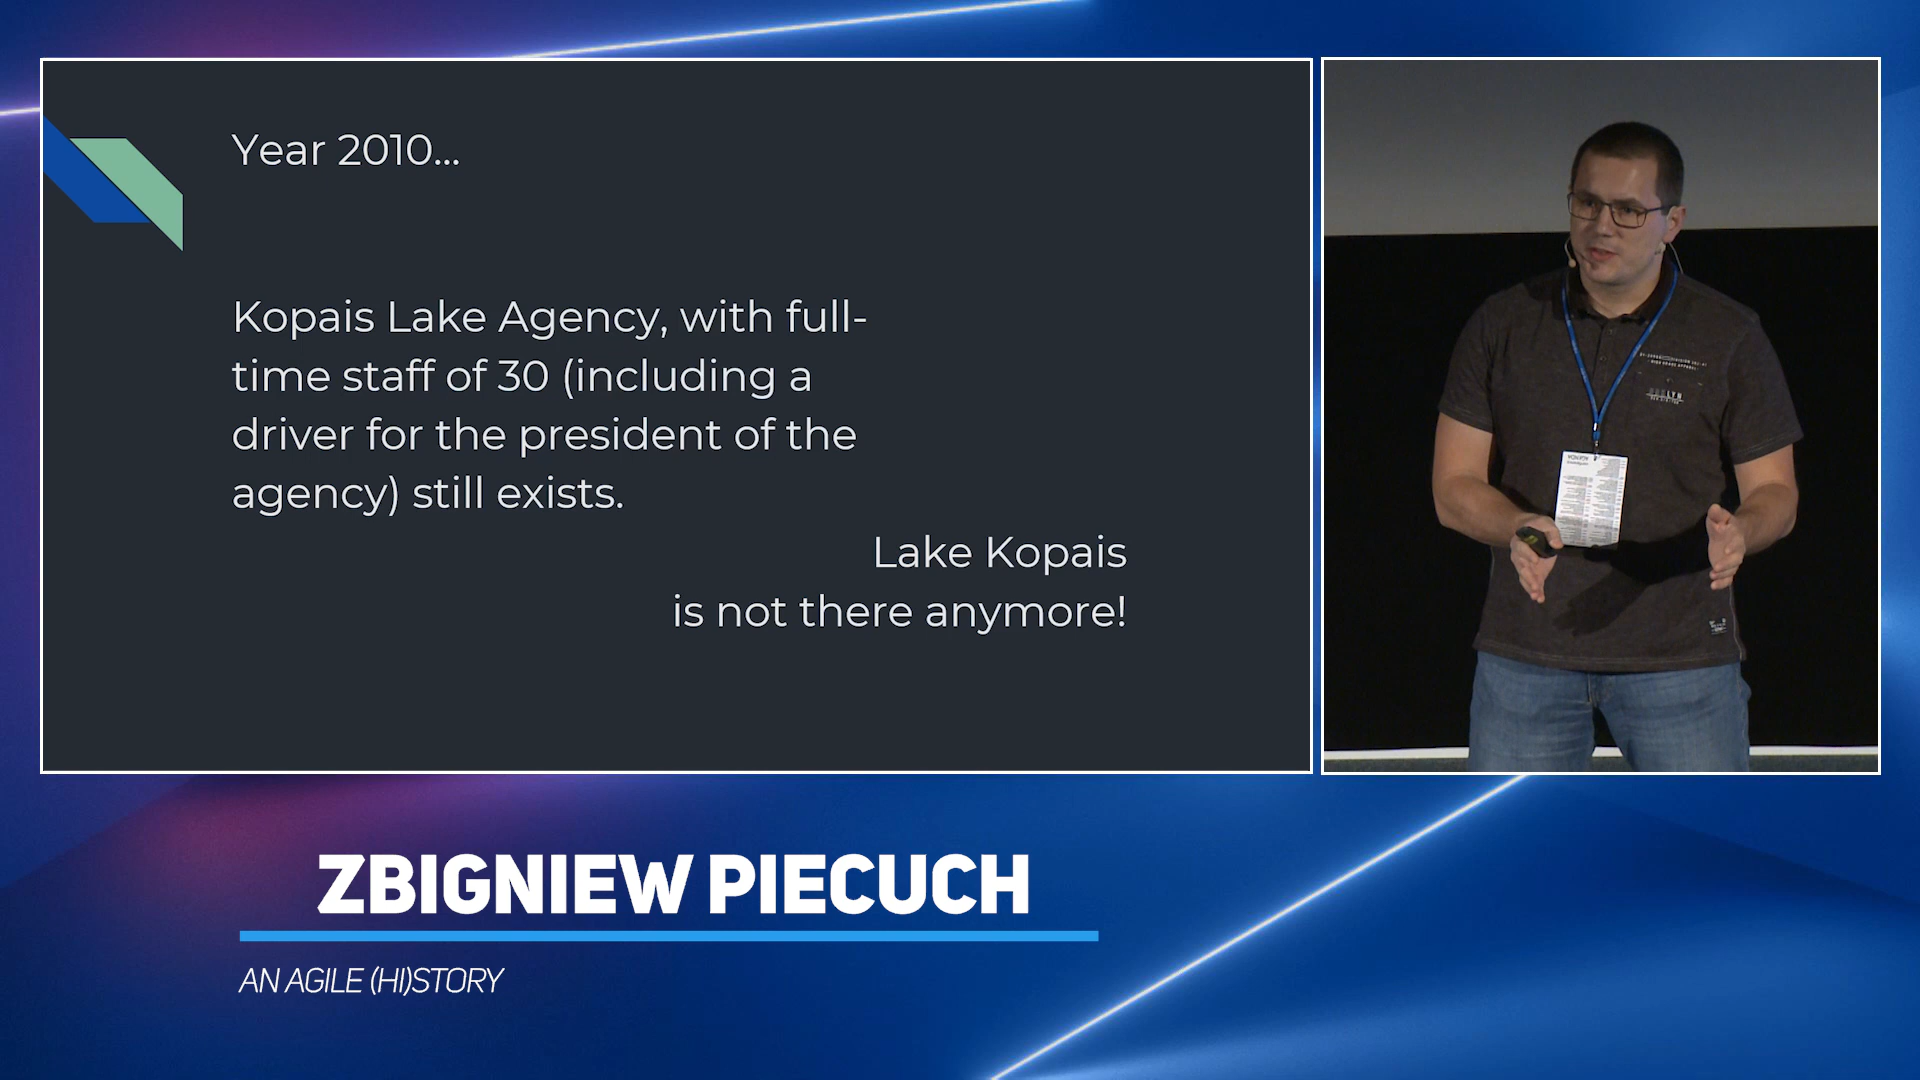 Year 2010...
Kopais Lake Agency, with full-
time staff of 30 (including a
driver for the president of the
agency) still exists.
Lake Kopais
is not there anymore!
AGENDA
ZBIGNIEW PIECUCH
AN AGILE (HI)STORY